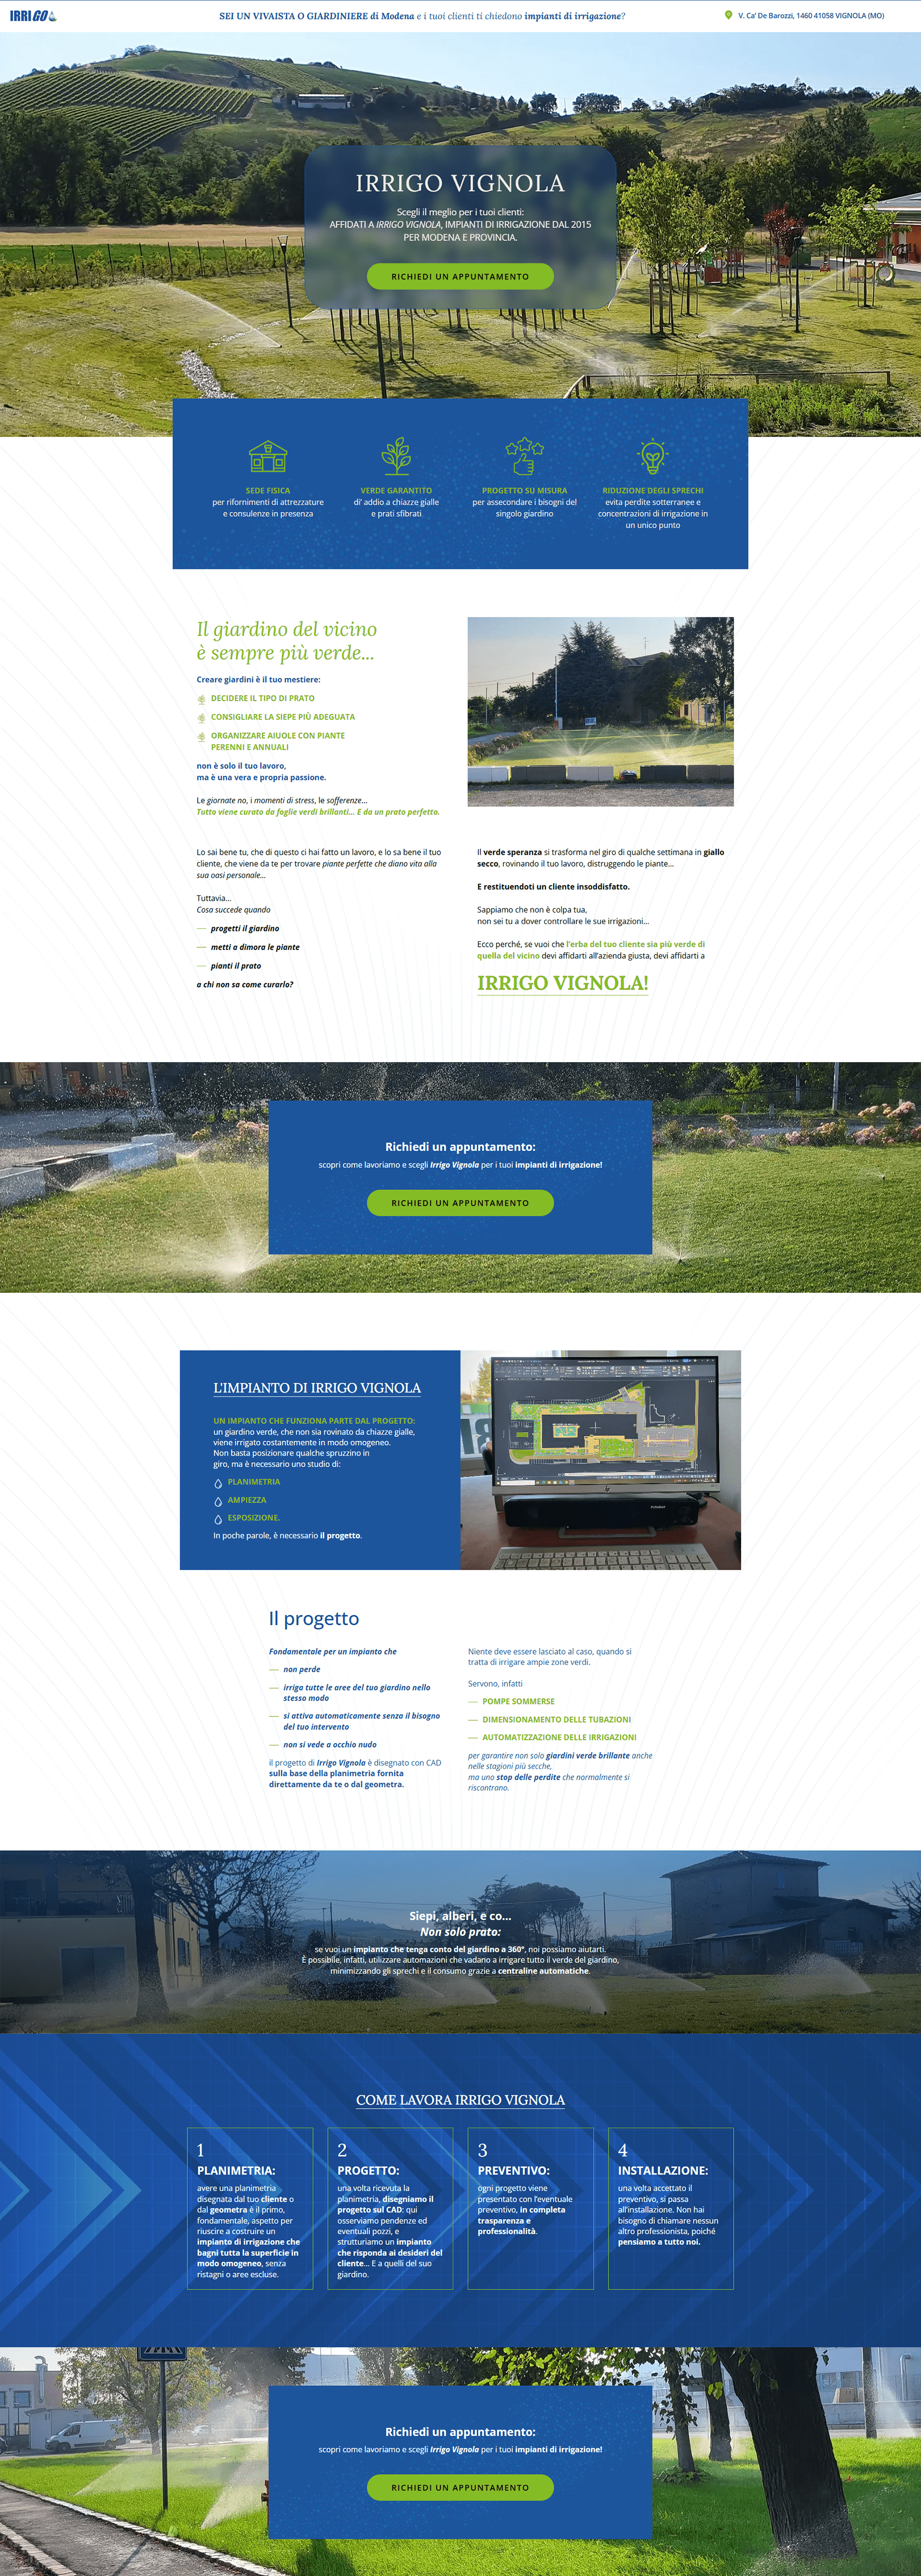 IRRIGO
SEI UN VIVAISTA O GIARDINIERE di Modena e i tuoi clienti ti chiedono impianti di irrigazione?
V. Ca' De Barozzi, 1460 41058 VIGNOLA (MO)
IRRIGO VIGNOLA
Scegli il meglio per i tuoi clienti:
AFFIDATI A IRRIGO VIGNOLA, IMPIANTI DI IRRIGAZIONE DAL 2015
PER MODENA E PROVINCIA.
RICHIEDI UN APPUNTAMENTO
SEDE FISICA
per rifornimenti di attrezzature
e consulenze in presenza
VERDE GARANTITO
di' addio a chiazze gialle
e prati sfibrati
PROGETTO SU MISURA
per assecondare i bisogni del
singolo giardino
RIDUZIONE DEGLI SPRECHI
evita perdite sotterranee e
concentrazioni di irrigazione in
un unico punto
Il giardino del vicino
è sempre più verde...
Creare giardini è il tuo mestiere:
DECIDERE IL TIPO DI PRATO
CONSIGLIARE LA SIEPE PIÙ ADEGUATA
ORGANIZZARE AIUOLE CON PIANTE
PERENNI E ANNUALI
non è solo il tuo lavoro,
ma è una vera e propria passione.
Le giornate no, i momenti di stress, le sofferenze...
Tutto viene curato da foglie verdi brillanti... E da un prato perfetto.
Lo sai bene tu, che di questo ci hai fatto un lavoro, e lo sa bene il tuo
cliente, che viene da te per trovare piante perfette che diano vita alla
sua oasi personale...
Tuttavia...
Cosa succede quando
progetti il giardino
metti a dimora le piante
pianti il prato
a chi non sa come curarlo?
Il verde speranza si trasforma nel giro di qualche settimana in giallo
secco, rovinando il tuo lavoro, distruggendo le piante...
E restituendoti un cliente insoddisfatto.
Sappiamo che non è colpa tua,
non sei tu a dover controllare le sue irrigazioni...
Ecco perché, se vuoi che l'erba del tuo cliente sia più verde di
quella del vicino devi affidarti all'azienda giusta, devi affidarti a
IRRIGO VIGNOLA!
Richiedi un appuntamento:
scopri come lavoriamo e scegli Irrigo Vignola per i tuoi impianti di irrigazione!
RICHIEDI UN APPUNTAMENTO
L'IMPIANTO DI IRRIGO VIGNOLA
UN IMPIANTO CHE FUNZIONA PARTE DAL PROGETTO:
un giardino verde, che non sia rovinato da chiazze gialle,
viene irrigato costantemente in modo omogeneo.
Non basta posizionare qualche spruzzino in
giro, ma è necessario uno studio di:
PLANIMETRIA
AMPIEZZA
ESPOSIZIONE.
In poche parole, è necessario il progetto.
Il progetto
Fondamentale per un impianto che
non perde
irriga tutte le aree del tuo giardino nello
stesso modo
si attiva automaticamente senza il bisogno
del tuo intervento
non si vede a occhio nudo
il progetto di Irrigo Vignola è disegnato con CAD
sulla base della planimetria fornita
direttamente da te o dal geometra.
Niente deve essere lasciato al caso, quando si
tratta di irrigare ampie zone verdi.
Servono, infatti
POMPE SOMMERSE
DIMENSIONAMENTO DELLE TUBAZIONI
AUTOMATIZZAZIONE DELLE IRRIGAZIONI
per garantire non solo giardini verde brillante anche
nelle stagioni più secche,
ma uno stop delle perdite che normalmente si
riscontrano.
Siepi, alberi, e co...
Non solo prato:
se vuoi un impianto che tenga conto del giardino a 360°, noi possiamo aiutarti.
È possibile, infatti, utilizzare automazioni che vadano a irrigare tutto il verde del giardino,
minimizzando gli sprechi e il consumo grazie a centraline automatiche.
COME LAVORA IRRIGO VIGNOLA
1
PLANIMETRIA:
avere una planimetria
disegnata dal tuo cliente o
dal geometra è il primo,
fondamentale, aspetto per
riuscire a costruire un
impianto di irrigazione che
bagni tutta la superficie in
modo omogeneo, senza
ristagni o aree escluse.
2
PROGETTO:
una volta ricevuta la
planimetria, disegniamo il
progetto sul CAD: qui
osserviamo pendenze ed
eventuali pozzi, e
strutturiamo un impianto
che risponda ai desideri del
cliente... E a quelli del suo
giardino.
3
PREVENTIVO:
ogni progetto viene
presentato con l'eventuale
preventivo, in completa
trasparenza e
professionalità.
4
INSTALLAZIONE:
una volta accettato il
preventivo, si passa
all'installazione. Non hai
bisogno di chiamare nessun
altro professionista, poiché
pensiamo a tutto noi.
Richiedi un appuntamento:
scopri come lavoriamo e scegli Irrigo Vignola per i tuoi impianti di irrigazione!
RICHIEDI UN APPUNTAMENTO